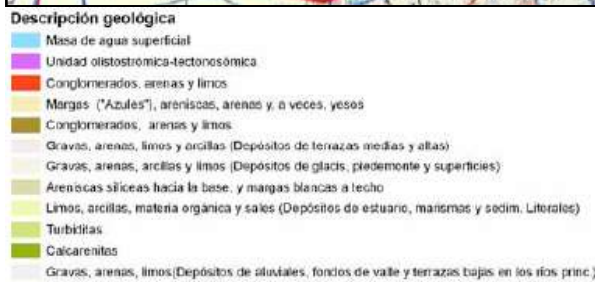 Descripción geológica
Masa de agua superficial
Unidad olistostrómica-tectonosómica
Conglomerados, arenas y limos
Margas ("Azules"), areniscas, arenas y, a veces, yesos
Conglomerados, arenas y limos
Gravas, arenas, limos y arcillas (Depósitos de terrazas medias y altas)
Gravas, arenas, arcillas y limos (Depósitos de glacis, piedemonte y superficies)
Areniscas silíceas hacia la base, y margas blancas a techo
Limos, arcillas, materia orgánica y sales (Depósitos de estuario, marismas y sedim. Litorales)
Turbiditas
Calcarenitas
Gravas, arenas, limos(Depósitos de aluviales, fondos de valle y terrazas bajas en los ríos princ.)